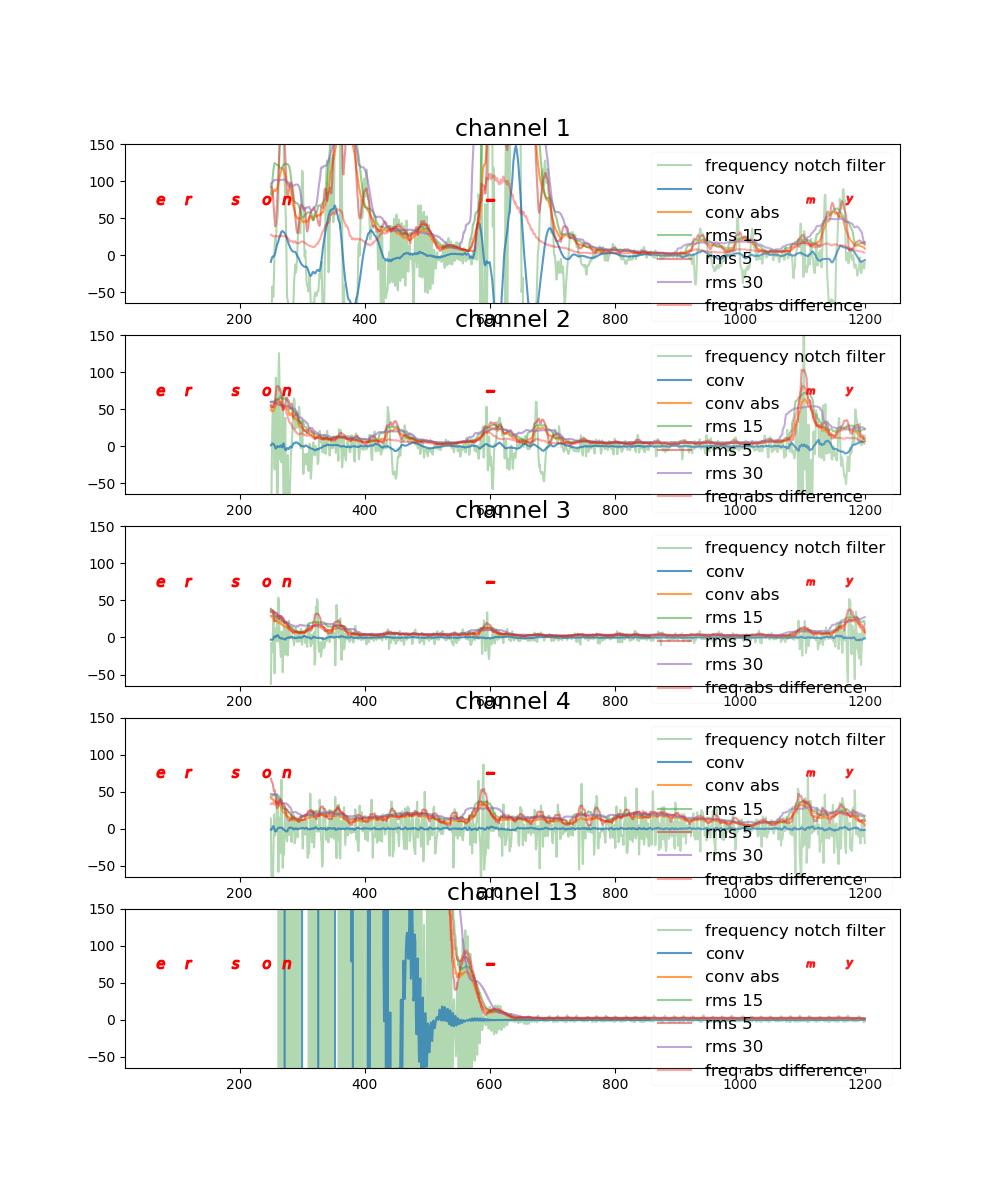 channel 1
150
100
50
0
−50
e r s o n – m y
frequency notch filter
conv
conv abs
rms 15
rms 5
rms 30
freq abs difference
200 400 600 800 1000 1200
channel 2
150
100
50
0
−50
e r s o n – m y
frequency notch filter
conv
conv abs
rms 15
rms 5
rms 30
freq abs difference
200 400 600 800 1000 1200
channel 3
150
100
50
0
−50
e r s o n – m y
frequency notch filter
conv
conv abs
rms 15
rms 5
rms 30
freq abs difference
200 400 600 800 1000 1200
channel 4
150
100
50
0
−50
e r s o n – m y
frequency notch filter
conv
conv abs
rms 15
rms 5
rms 30
freq abs difference
200 400 600 800 1000 1200
channel 13
150
100
50
0
−50
e r s o n – m y
frequency notch filter
conv
conv abs
rms 15
rms 5
rms 30
freq abs difference
200 400 600 800 1000 1200